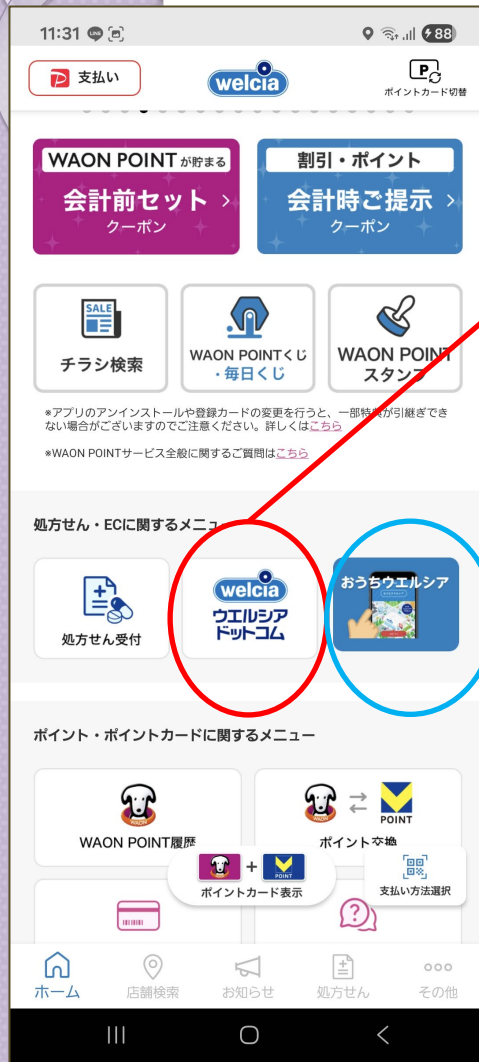 11:31
88
支払い
welcia
P
ポイントカード切替
WAON POINT が貯まる
会計前セット
クーポン
割引・ポイント
会計時ご提示
クーポン
SALE
チラシ検索
WAON POINTくじ
・毎日くじ
WAON POINT
スタンプ
*アプリのアンインストールや登録カードの変更を行うと、一部特典が引継ぎでき
ない場合がございますのでご注意ください。詳しくはこちら
*WAON POINTサービス全般に関するご質問はこちら
処方せん・ECに関するメニュー
処方せん受付
welcia
ウエルシア
ドットコム
おうちウエルシア
ポイント・ポイントカードに関するメニュー
WAON
WAON POINT履歴
WAON
POINT
ポイント交換
WAON
+
POINT
ポイントカード表示
支払い方法選択
ホーム
店舗検索
お知らせ
処方せん
その他